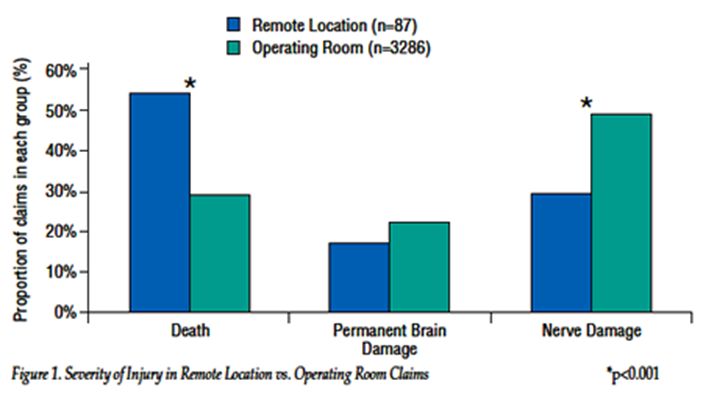 Remote Location (n=87)
Operating Room (n=3286)
Proportion of claims in each group (%)
60%
50%
40%
30%
20%
10%
0%
*
*
Death
Permanent Brain
Damage
Nerve Damage
Figure 1. Severity of Injury in Remote Location vs. Operating Room Claims
*p<0.001